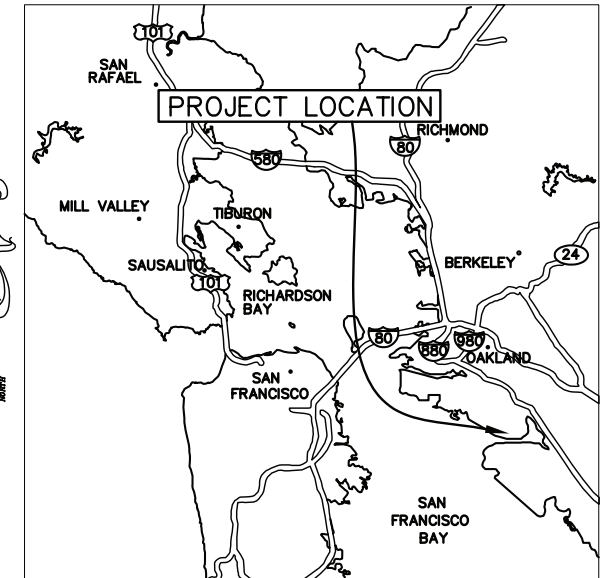 101
SAN
RAFAEL
PROJECT LOCATION
RICHMOND
80
580
MILL VALLEY
TIBURON
24
SAUSALITO
BERKELEY
101
RICHARDSON
BAY
80
980
880
OAKLAND
SAN
FRANCISCO
SAN
FRANCISCO
BAY
NORTH